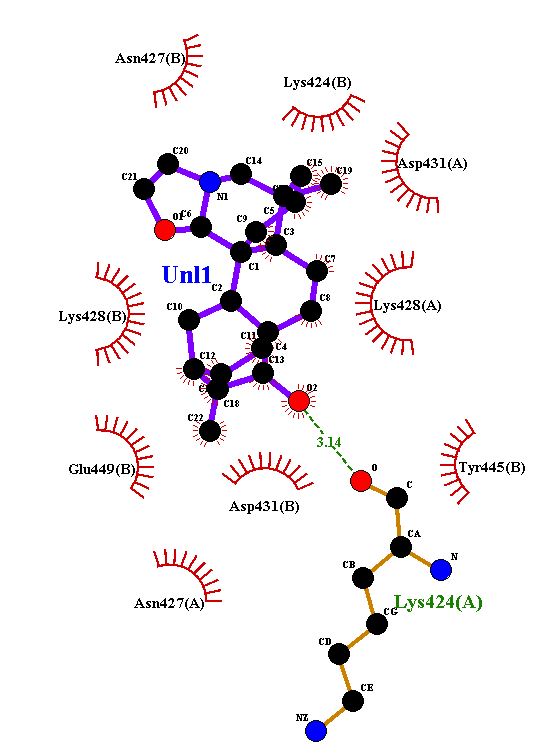 Asn427(B)
Lys424(B)
C20
C14
C15
C19
Asp431(A)
C21
N1
C5
O1
C6
C9
C3
C1
C7
Unl1
C2
C8
Lys428(B)
C10
Lys428(A)
C11
C4
C12
C13
C18
O2
C22
3.14
Glu449(B)
O
Tyr445(B)
C
Asp431(B)
CA
N
CB
Asn427(A)
Lys424(A)
CG
CD
CE
NZ